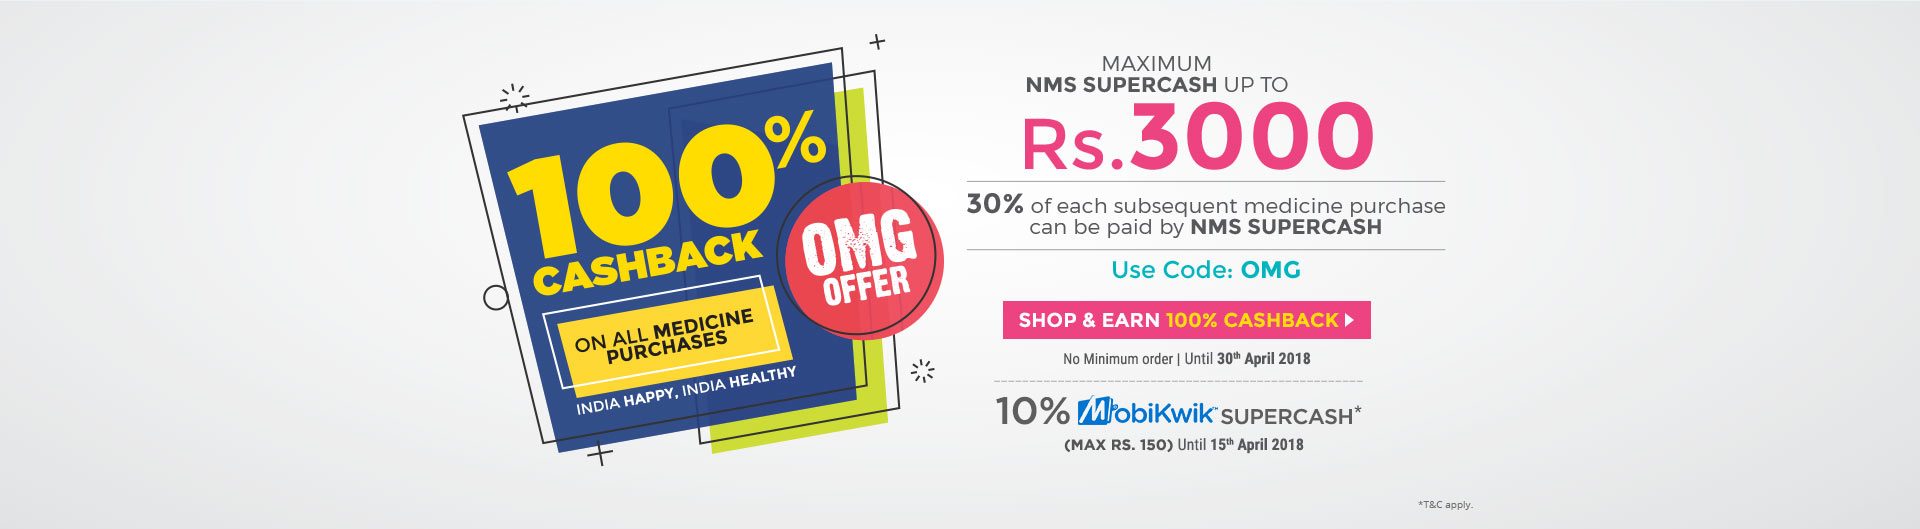 100%
CASHBACK
ON ALL MEDICINE
PURCHASES
INDIA HAPPY, INDIA HEALTHY
OMG
OFFER
MAXIMUM
NMS SUPERCASH UP TO
Rs.3000
30% of each subsequent medicine purchase
can be paid by NMS SUPERCASH
Use Code: OMG
SHOP & EARN 100% CASHBACK
No Minimum order | Until 30th April 2018
10% MobiKwik™ SUPERCASH*
(MAX RS. 150) Until 15th April 2018
*T&C apply.